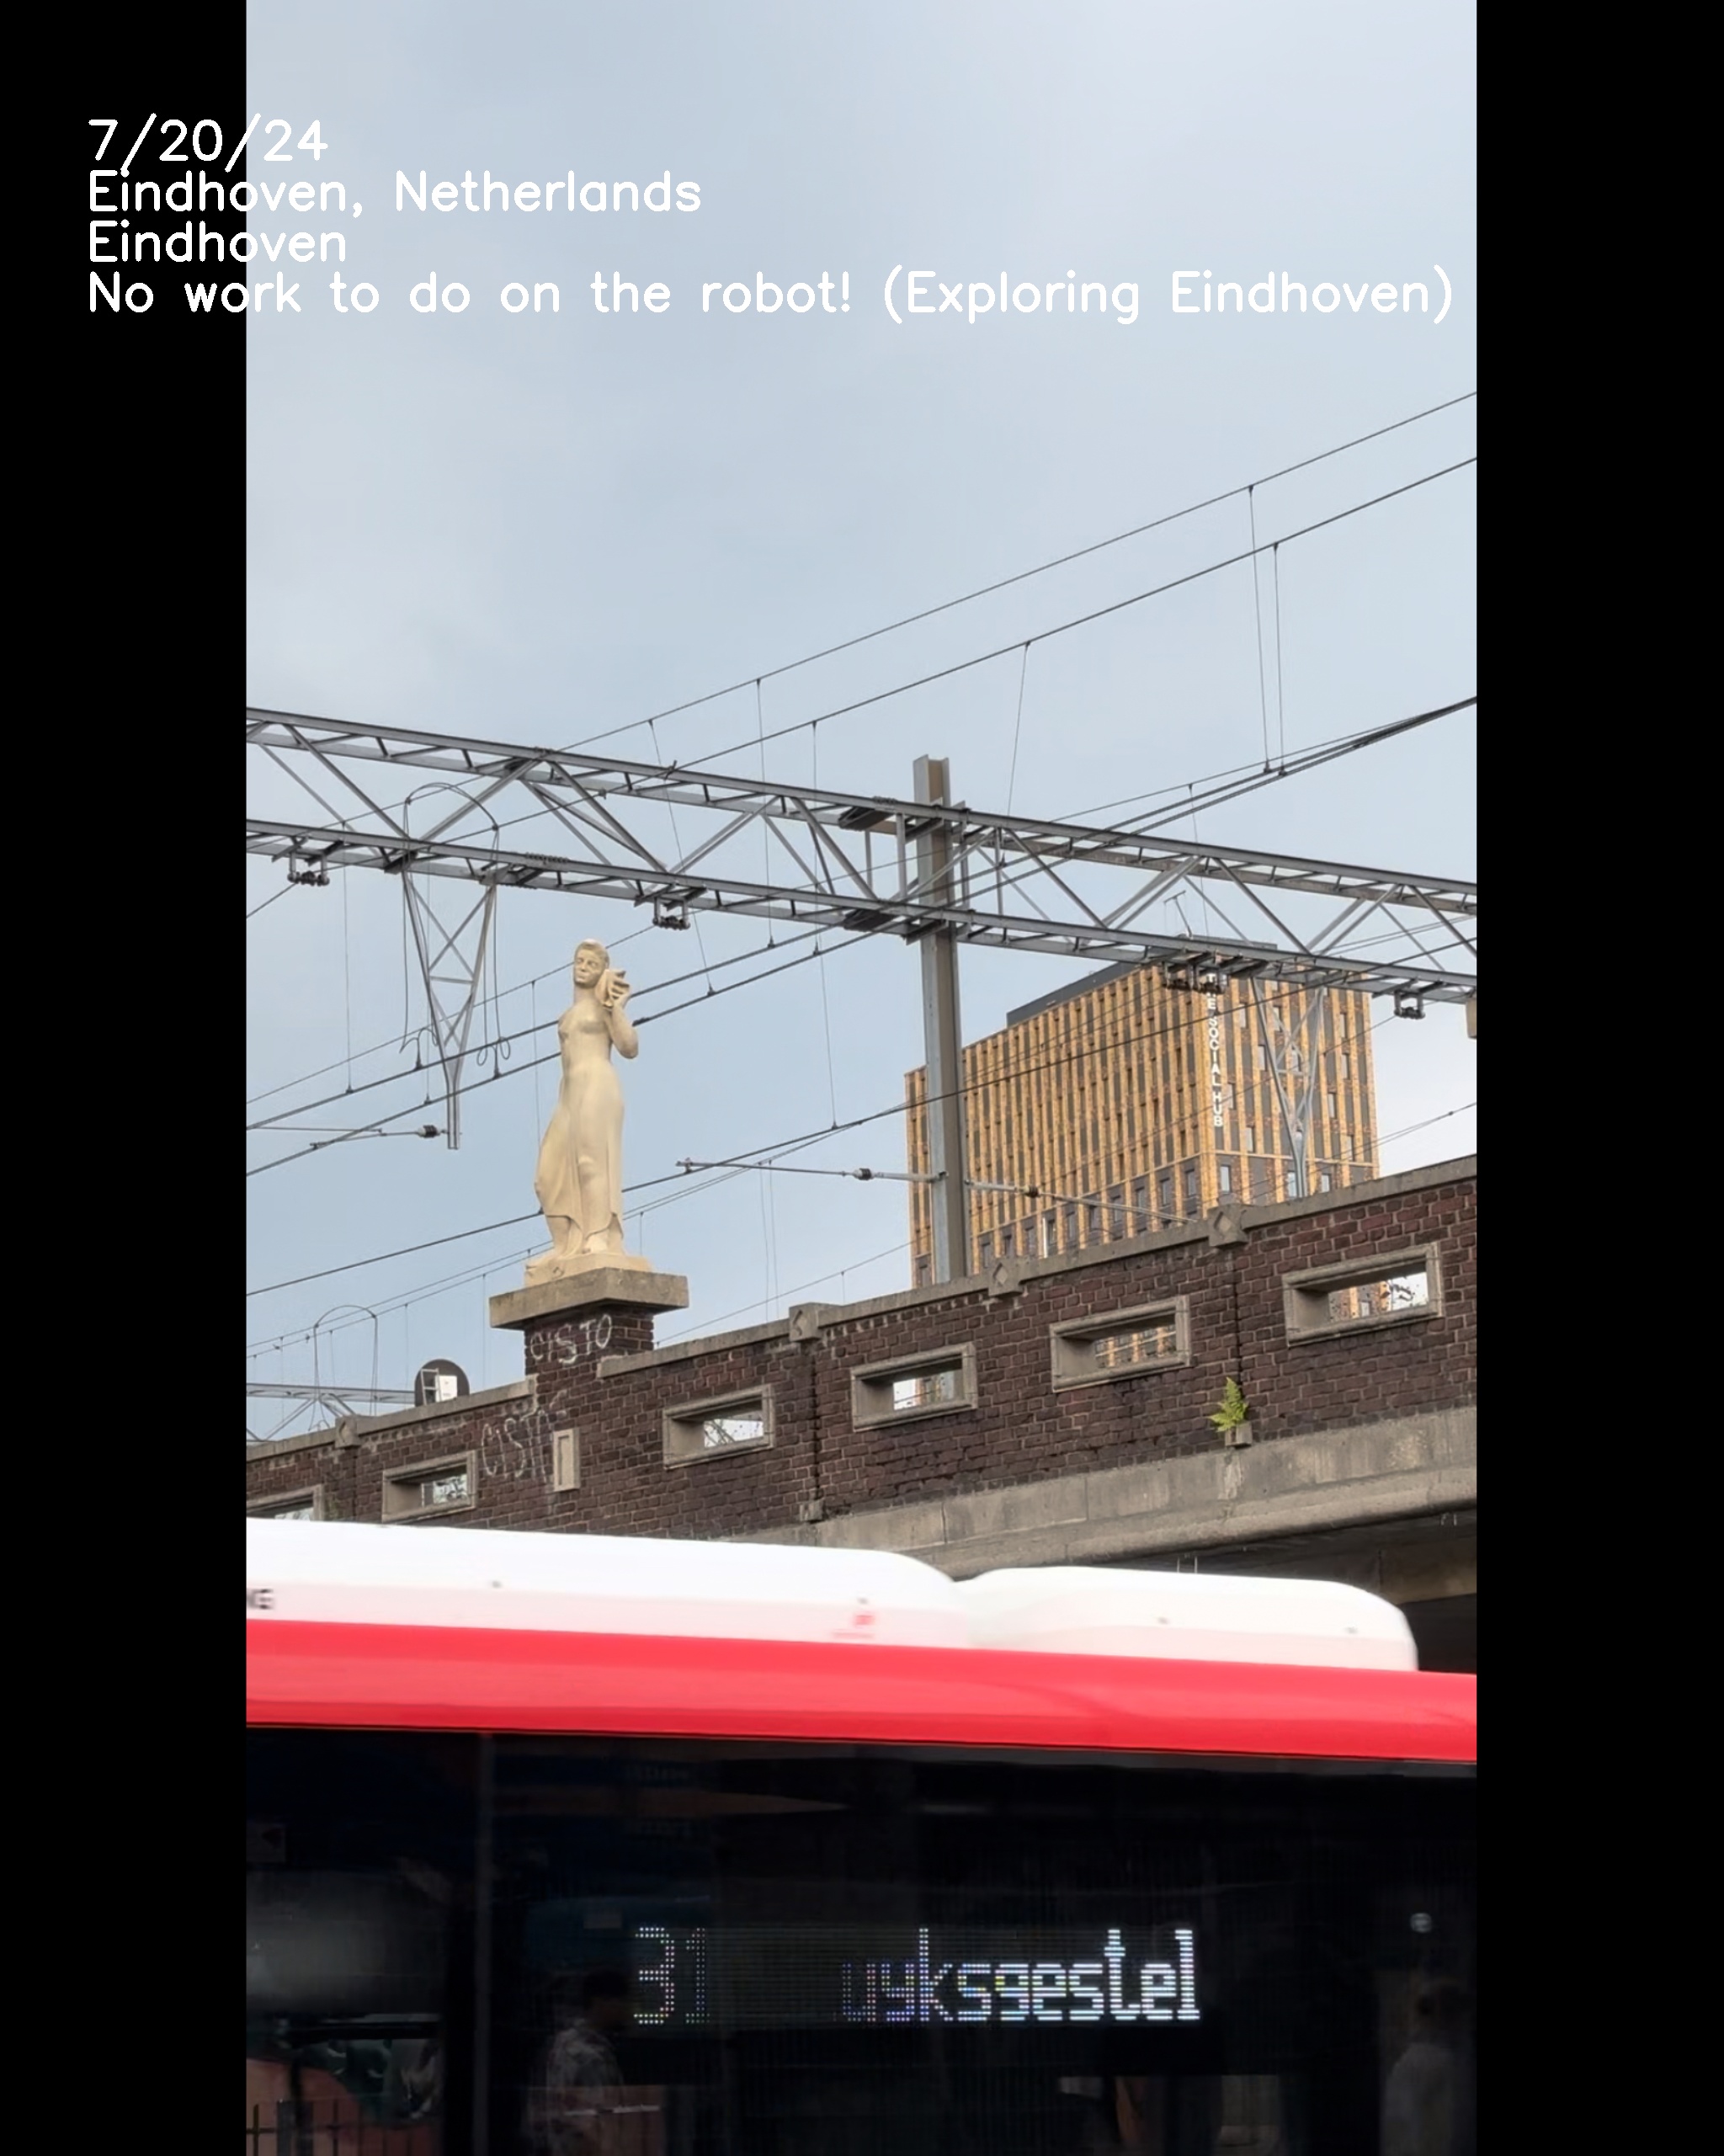 7/20/24
Eindhoven, Netherlands
Eindhoven
No work to do on the robot! (Exploring Eindhoven)
THE SOCIAL HUB
CISTO
31